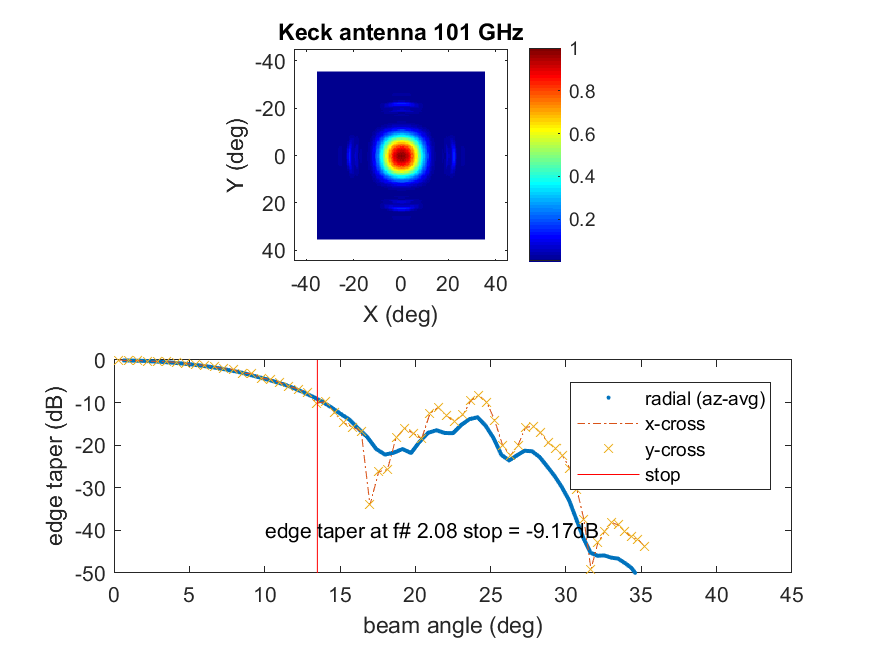 Keck antenna 101 GHz
-40
-20
0
20
40
Y (deg)
-40 -20 0 20 40
X (deg)
1
0.8
0.6
0.4
0.2
0
-10
-20
-30
-40
-50
edge taper (dB)
radial (az-avg)
x-cross
y-cross
stop
edge taper at f# 2.08 stop = -9.17dB
0 5 10 15 20 25 30 35 40 45
beam angle (deg)